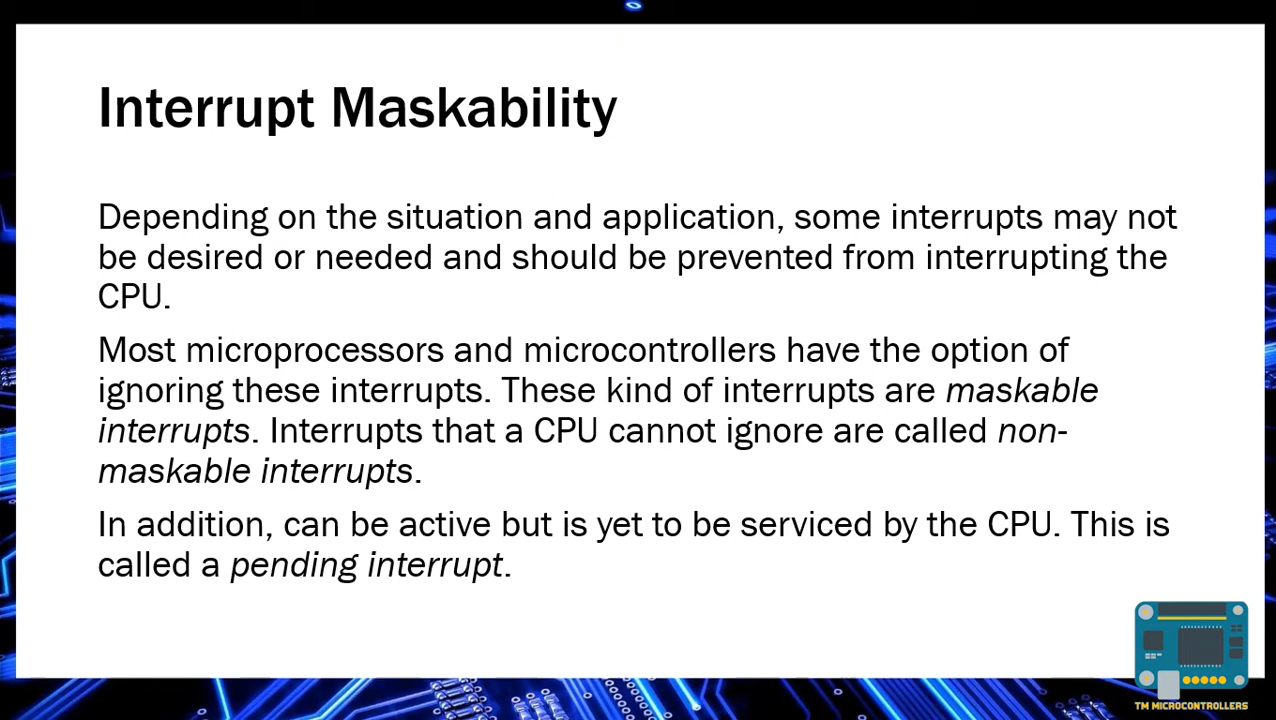 Interrupt Maskability
Depending on the situation and application, some interrupts may not
be desired or needed and should be prevented from interrupting the
CPU.
Most microprocessors and microcontrollers have the option of
ignoring these interrupts. These kind of interrupts are maskable
interrupts. Interrupts that a CPU cannot ignore are called non-
maskable interrupts.
In addition, can be active but is yet to be serviced by the CPU. This is
called a pending interrupt.
TM MICROCONTROLLERS